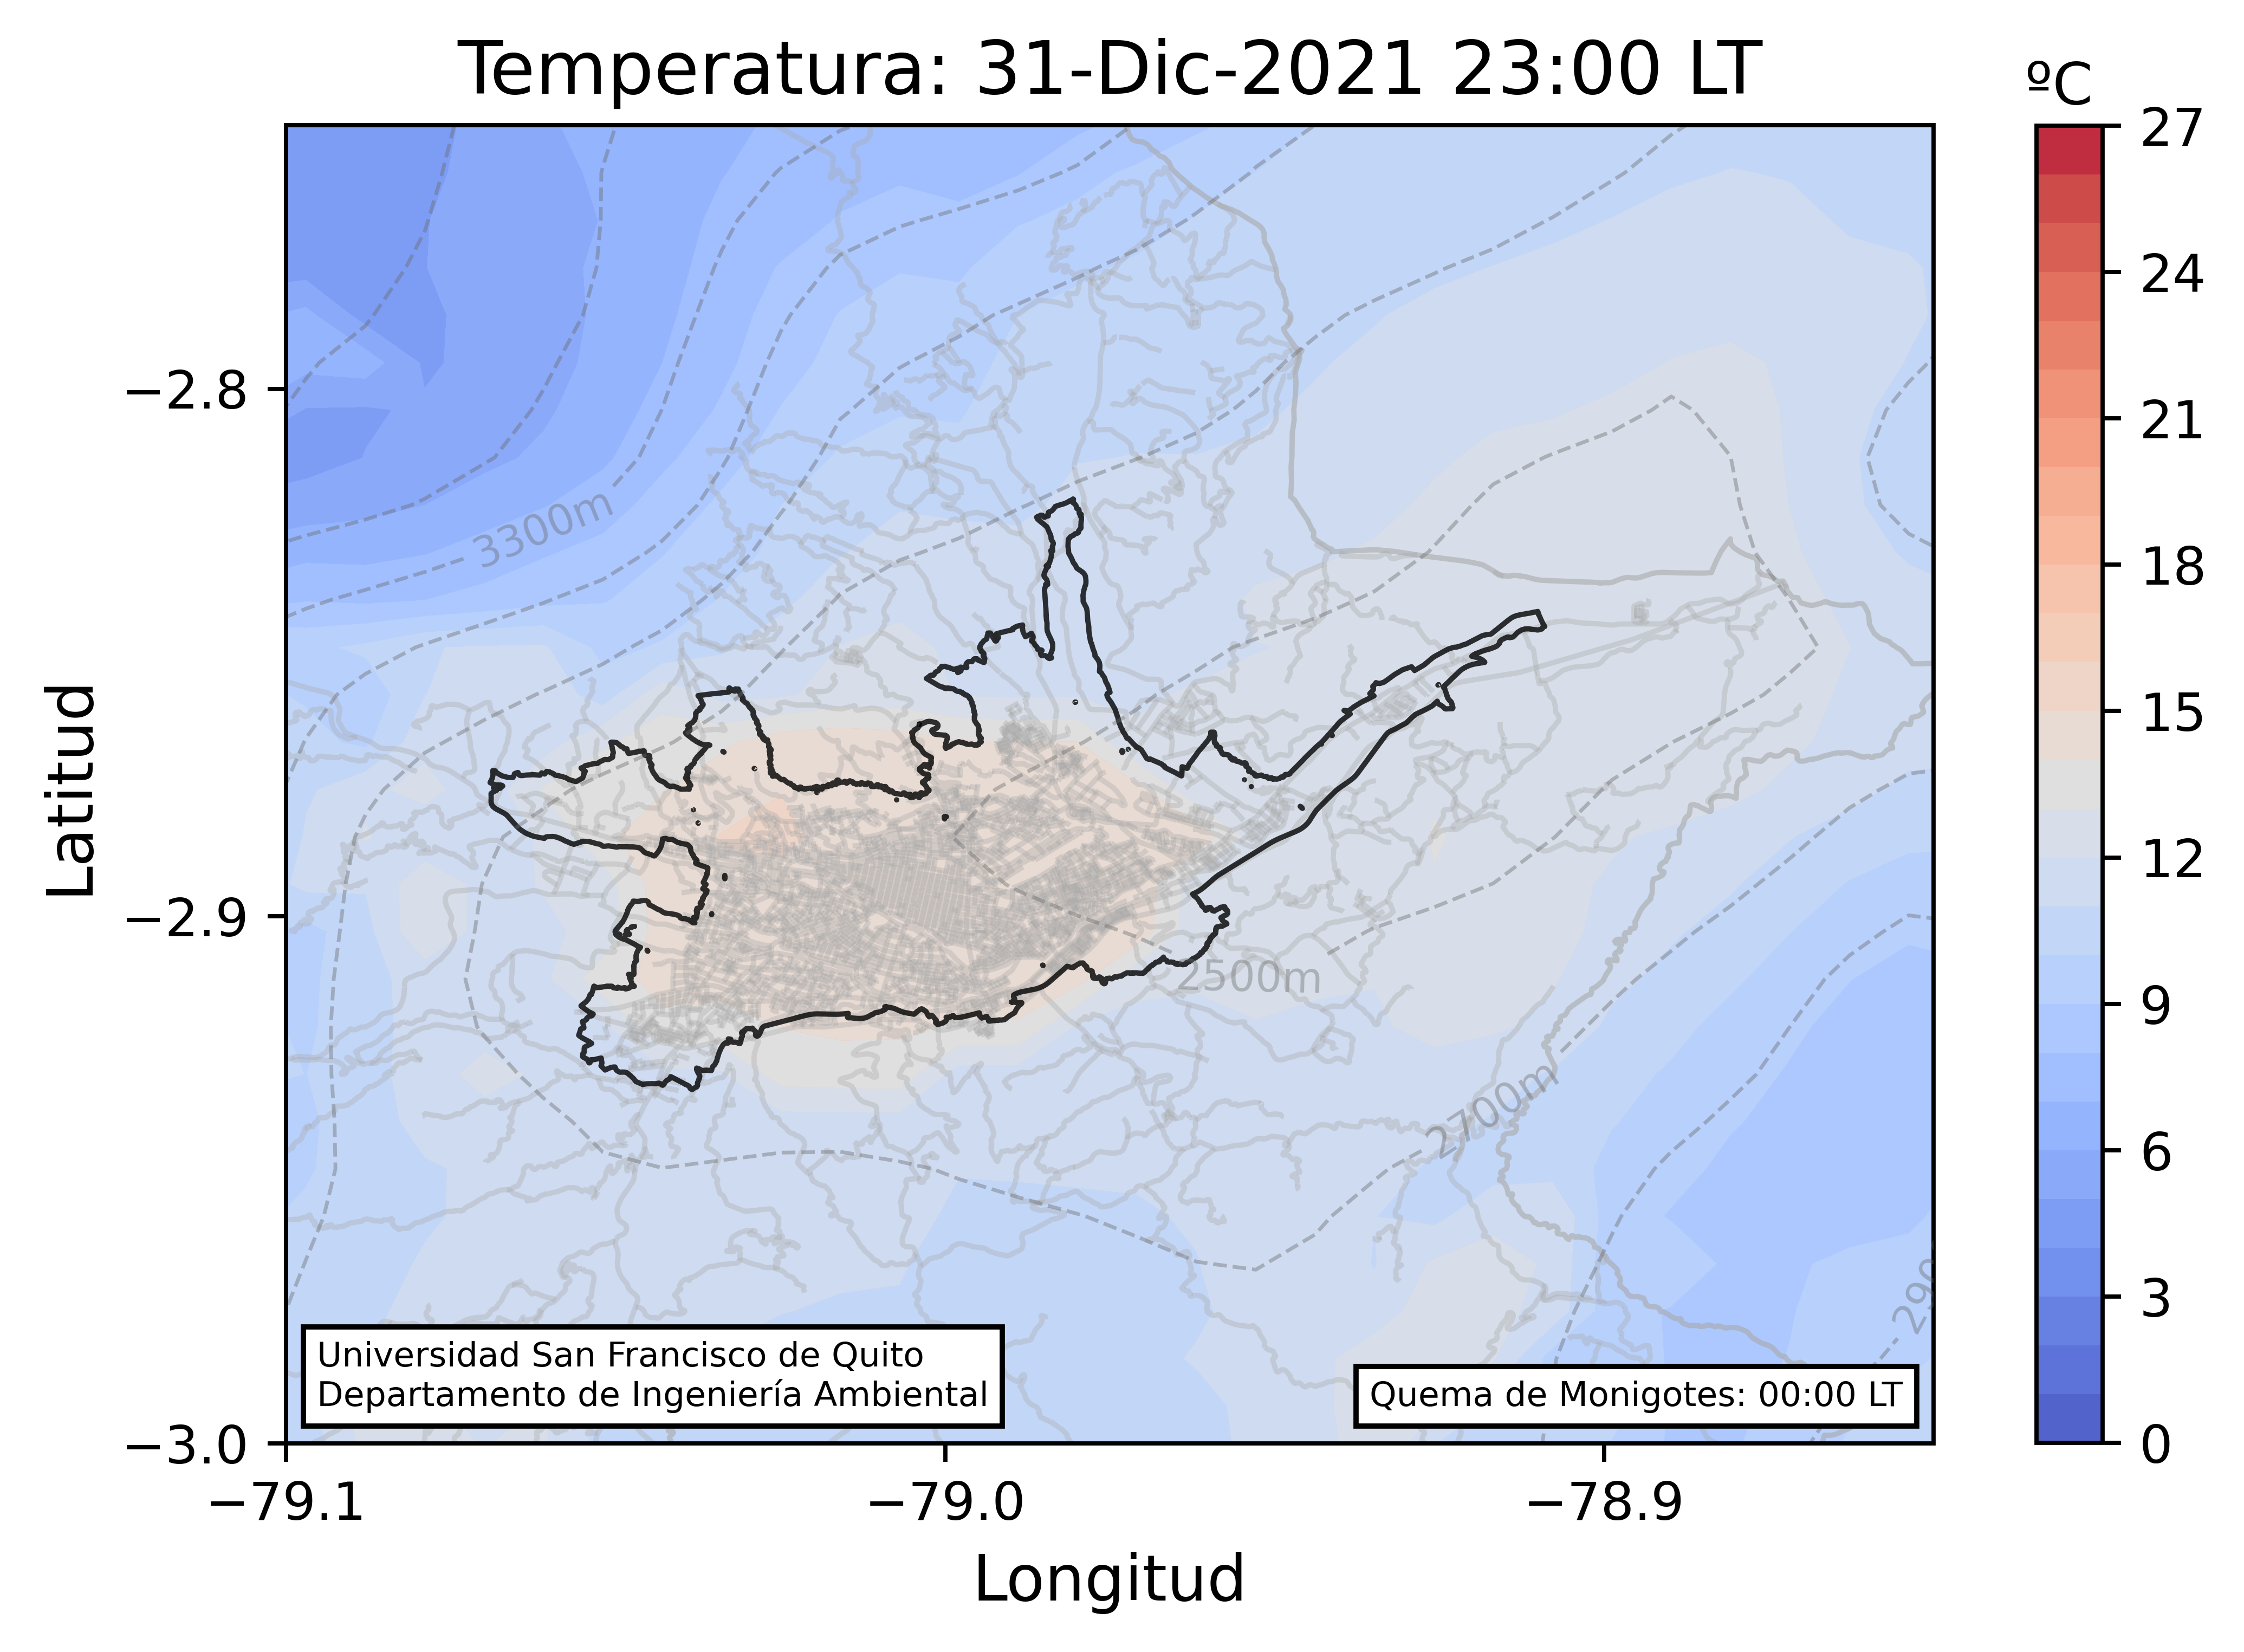 Temperatura: 31-Dic-2021 23:00 LT
ºC
27
24
21
18
15
12
9
6
3
0
−2.8
−2.9
−3.0
Latitud
3300m
2500m
2700m
Universidad San Francisco de Quito
Departamento de Ingeniería Ambiental
Quema de Monigotes: 00:00 LT
−79.1
−79.0
−78.9
Longitud